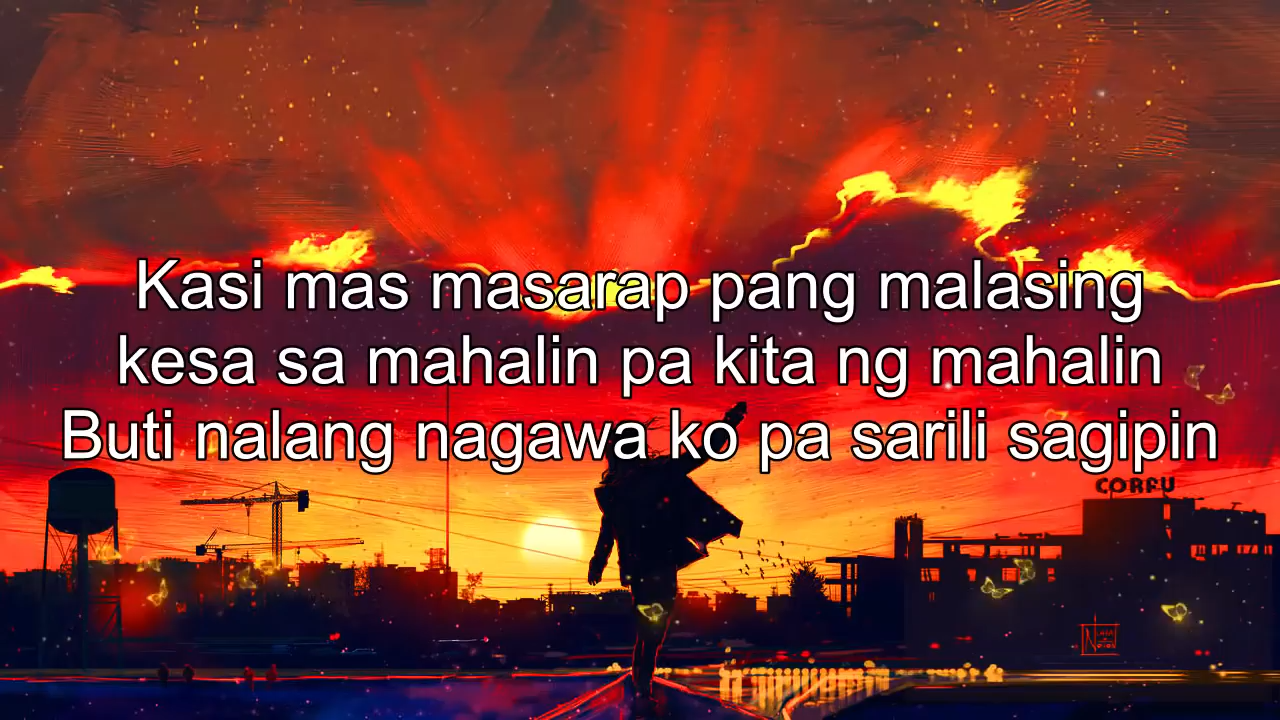 Kasi mas masarap pang malasing
kesa sa mahalin pa kita ng mahalin
Buti nalang nagawa ko pa sarili sagipin
CORFU